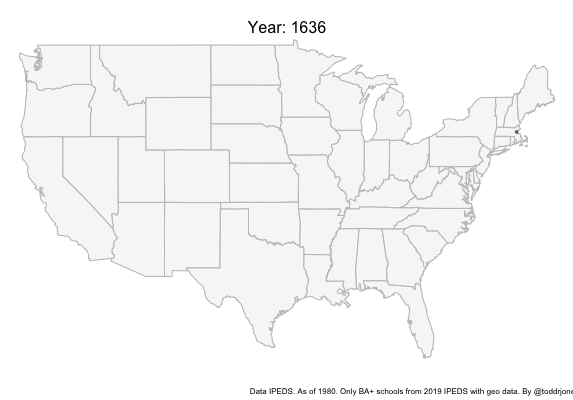 Year: 1636
Data IPEDS. As of 1980. Only BA+ schools from 2019 IPEDS with geo data. By @toddrjone